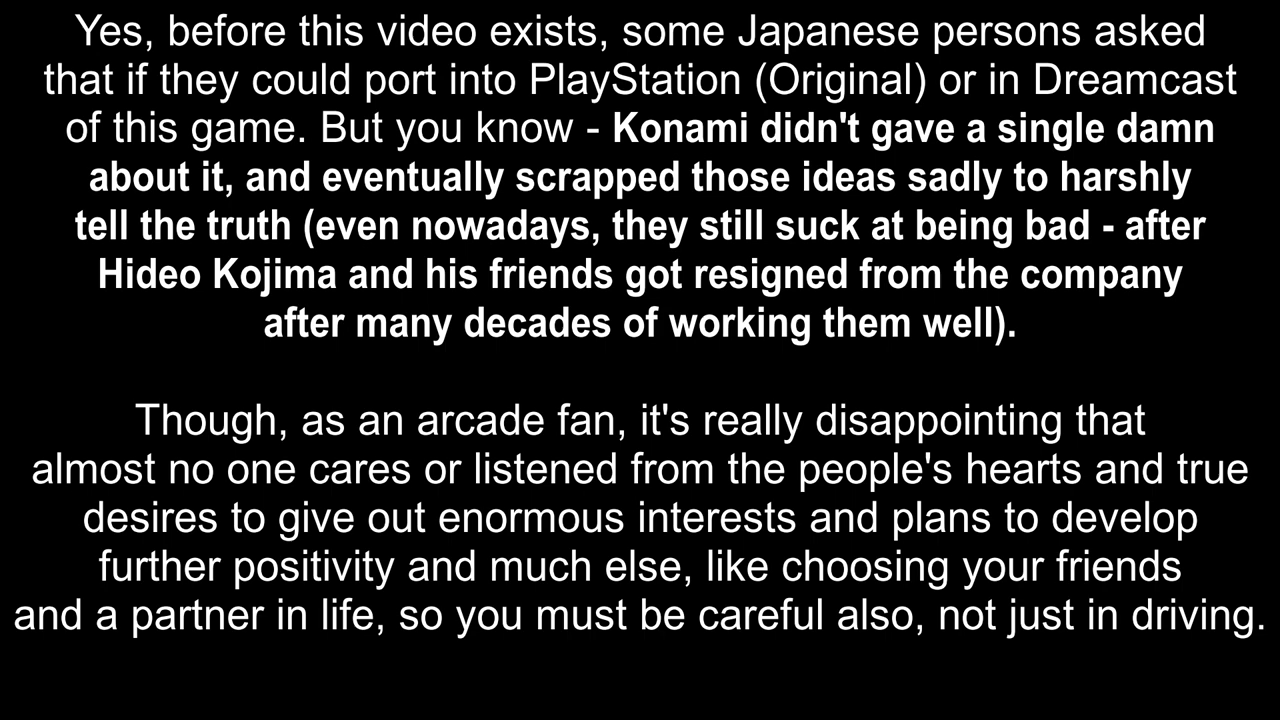 Yes, before this video exists, some Japanese persons asked
that if they could port into PlayStation (Original) or in Dreamcast
of this game. But you know - Konami didn't gave a single damn
about it, and eventually scrapped those ideas sadly to harshly
tell the truth (even nowadays, they still suck at being bad - after
Hideo Kojima and his friends got resigned from the company
after many decades of working them well).
Though, as an arcade fan, it's really disappointing that
almost no one cares or listened from the people's hearts and true
desires to give out enormous interests and plans to develop
further positivity and much else, like choosing your friends
and a partner in life, so you must be careful also, not just in driving.